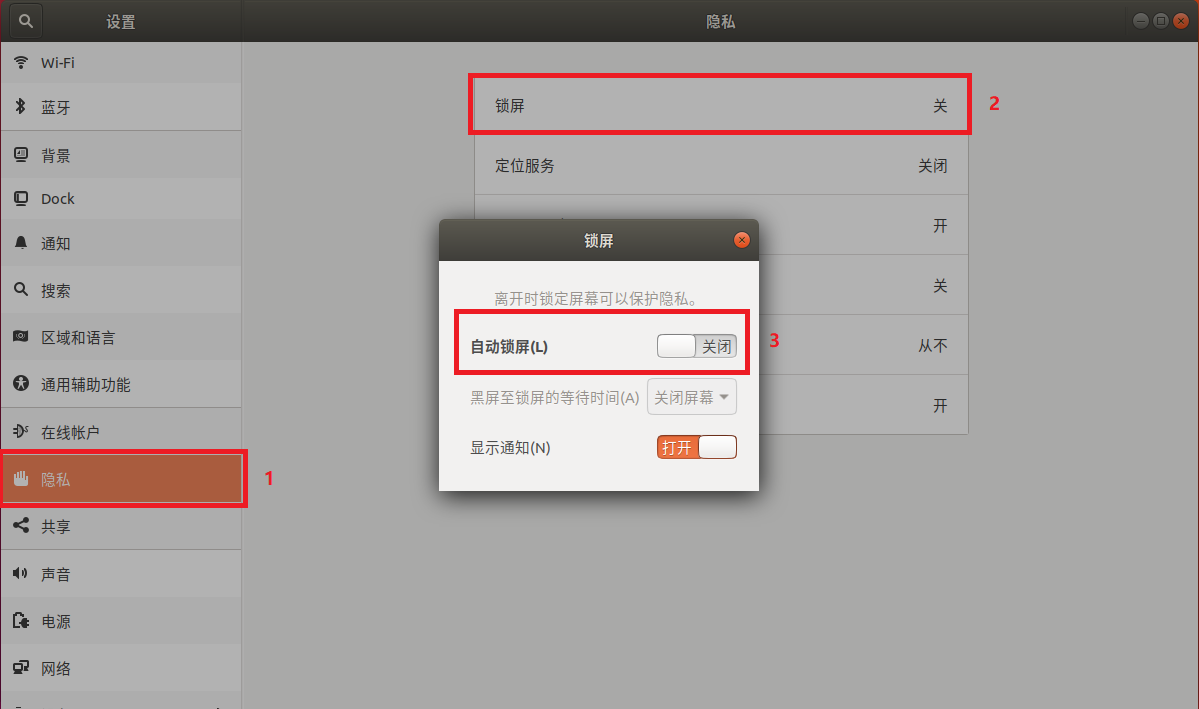 设置
隐私
Wi-Fi
蓝牙
背景
Dock
通知
搜索
区域和语言
通用辅助功能
在线帐户
隐私
1
共享
声音
电源
网络
锁屏 关
2
定位服务 关闭
开
关
从不
开
锁屏
离开时锁定屏幕可以保护隐私。
自动锁屏(L) 关闭
3
黑屏至锁屏的等待时间(A) 关闭屏幕
显示通知(N) 打开